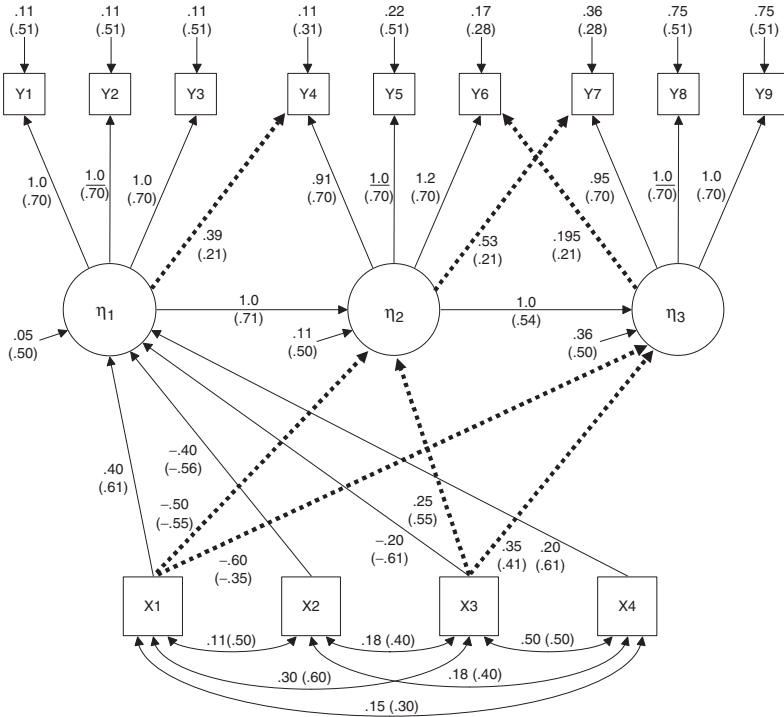 .11 .11 .11 .11 .22 .17 .36 .75 .75
(.51) (.51) (.51) (.31) (.51) (.28) (.28) (.51) (.51)
Y1 Y2 Y3 Y4 Y5 Y6 Y7 Y8 Y9
1.0 1.0 1.0 .91 1.0 1.2 .95 1.0 1.0
(.70) (.70) (.70) (.70) (.70) (.70) (.70) (.70) (.70)
.39 .53 .195
(.21) (.21) (.21)
η1 1.0 η2 1.0 η3
(.71) (.54)
.05 .11 .36
(.50) (.50) (.50)
.40 −.40
(.61) (−.56)
−.50 .25
(−.55) (.55)
−.60 −.20 .35 .20
(−.35) (−.61) (.41) (.61)
X1 X2 X3 X4
.11(.50) .18 (.40) .50 (.50)
.30 (.60) .18 (.40)
.15 (.30)